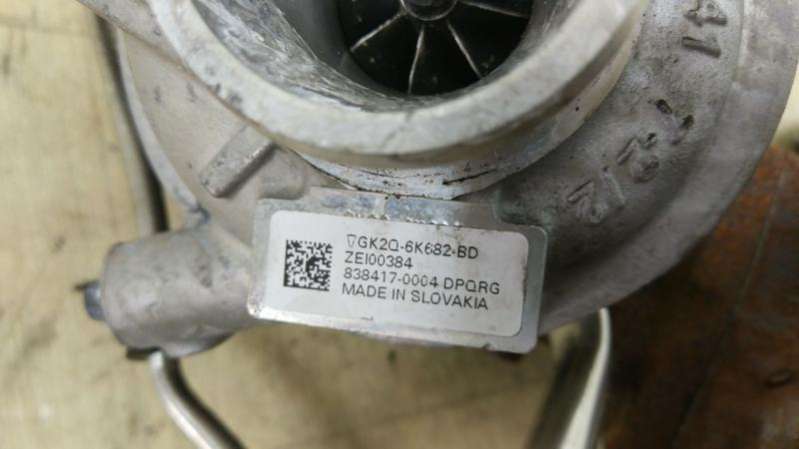 ▽GK2Q-6K682-BD
ZEI00384
838417-0004 DPQRG
MADE IN SLOVAKIA